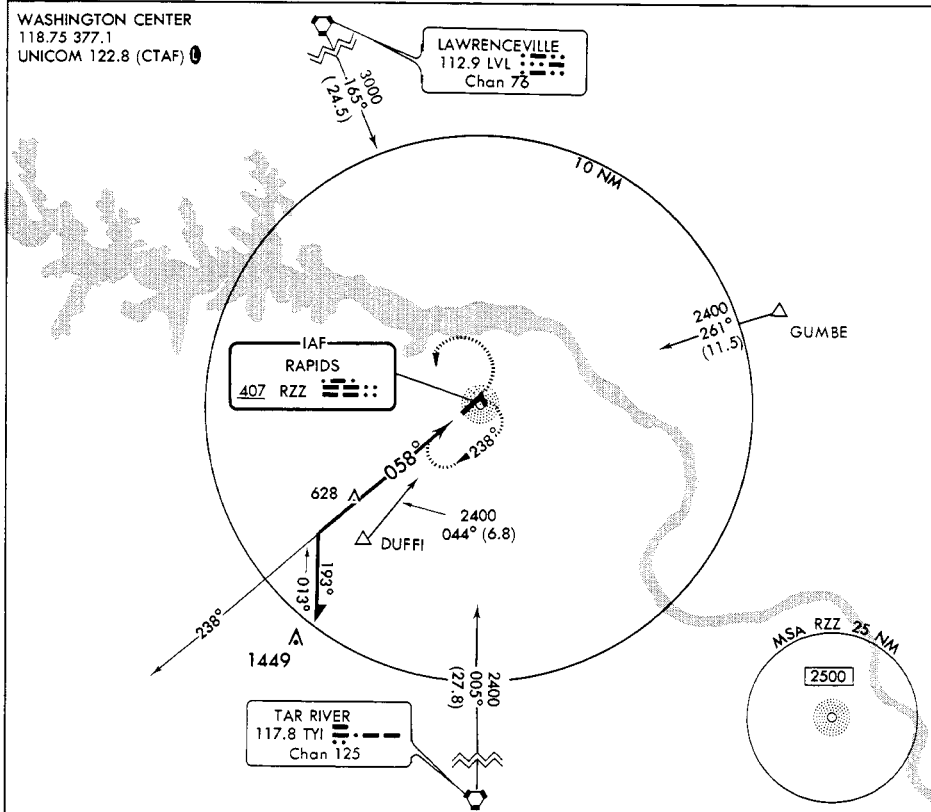 WASHINGTON CENTER
118.75 377.1
UNICOM 122.8 (CTAF) L
LAWRENCEVILLE
112.9 LVL
Chan 76
3000
165°
(24.5)
10 NM
2400
261°
(11.5)
GUMBE
IAF
RAPIDS
407 RZZ
058°
238°
628
2400
044° (6.8)
DUFFI
193°
013°
238°
1449
2400
005°
(27.8)
MSA RZZ 25 NM
2500
TAR RIVER
117.8 TYI
Chan 125